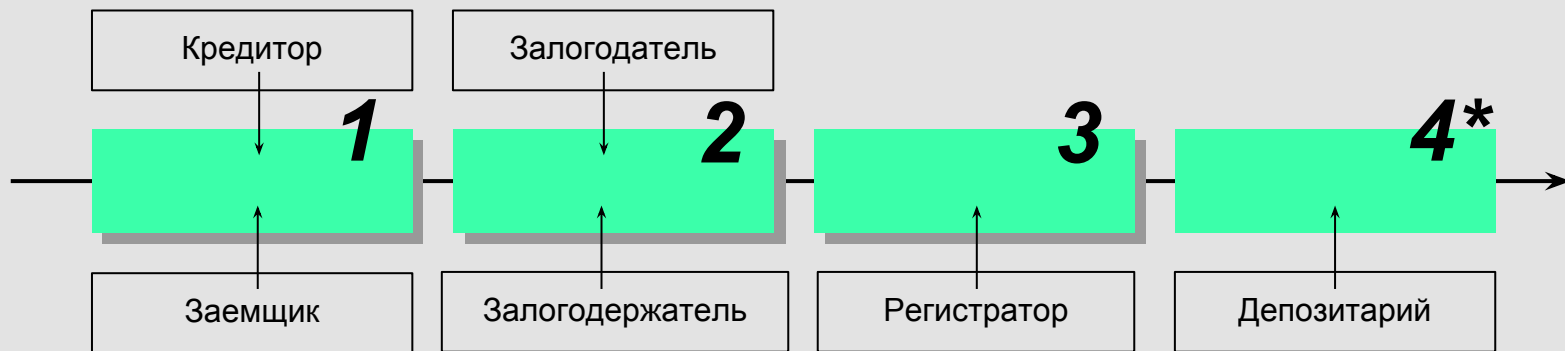 Кредитор
Залогодатель
1
2
3
4*
Заемщик
Залогодержатель
Регистратор
Депозитарий